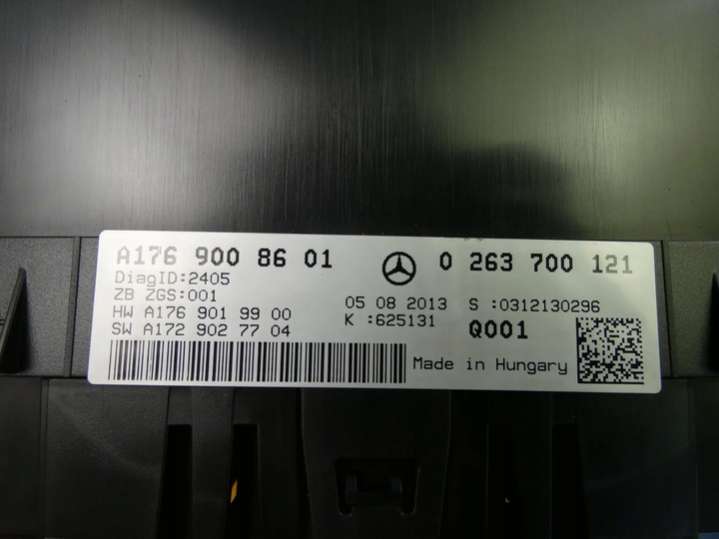 A176 900 86 01 0 263 700 121
DiagID:2405
ZB ZGS:001
HW A176 901 99 00
SW A172 902 77 04
05 08 2013 S :0312130296
K :625131 Q001
Made in Hungary